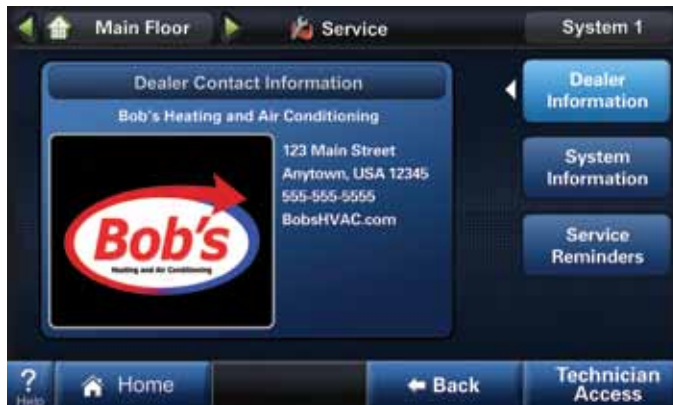 Main Floor
Service
System 1
Dealer Contact Information
Bob's Heating and Air Conditioning
123 Main Street
Anytown, USA 12345
555-555-5555
BobsHVAC.com
Bob's
Heating and Air Conditioning
Dealer
Information
System
Information
Service
Reminders
?
Help
Home
Back
Technician
Access